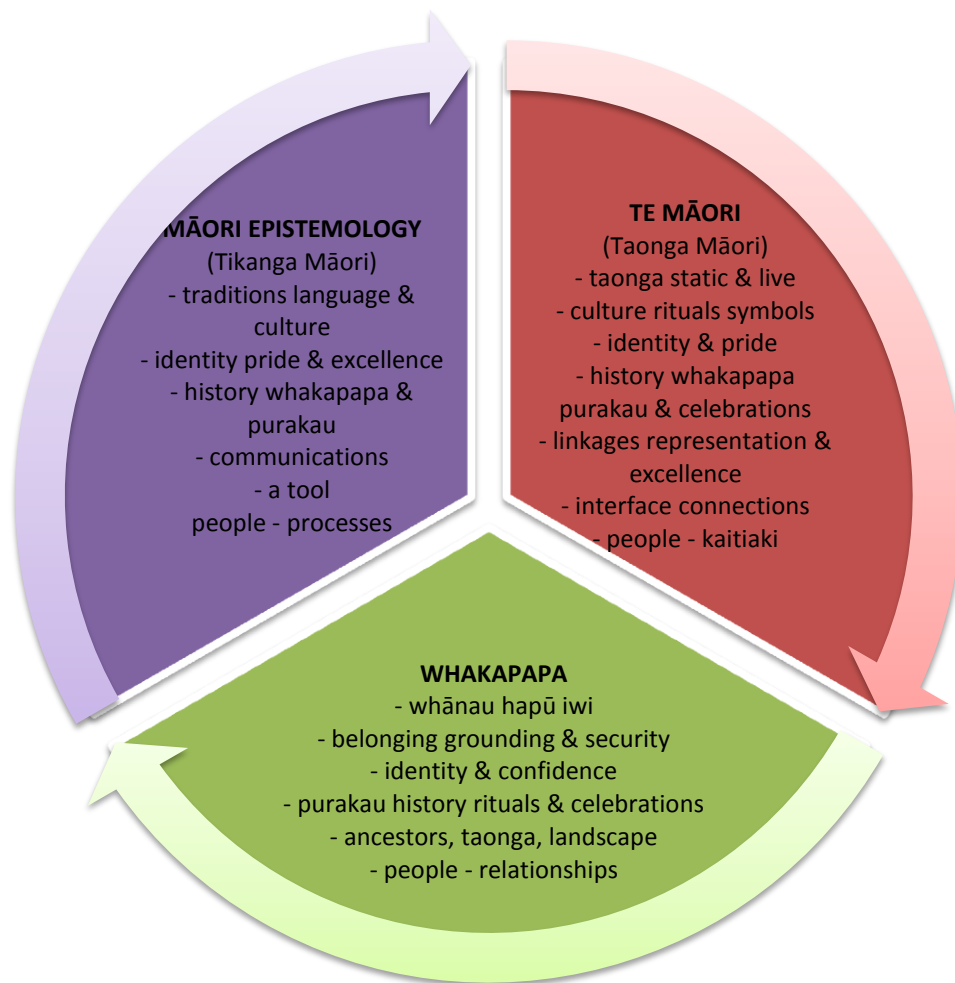 MĀORI EPISTEMOLOGY
(Tikanga Māori)
- traditions language &
culture
- identity pride & excellence
- history whakapapa &
purakau
- communications
- a tool
people - processes
TE MĀORI
(Taonga Māori)
- taonga static & live
- culture rituals symbols
- identity & pride
- history whakapapa
purakau & celebrations
- linkages representation &
excellence
- interface connections
- people - kaitiaki
WHAKAPAPA
- whānau hapū iwi
- belonging grounding & security
- identity & confidence
- purakau history rituals & celebrations
- ancestors, taonga, landscape
- people - relationships